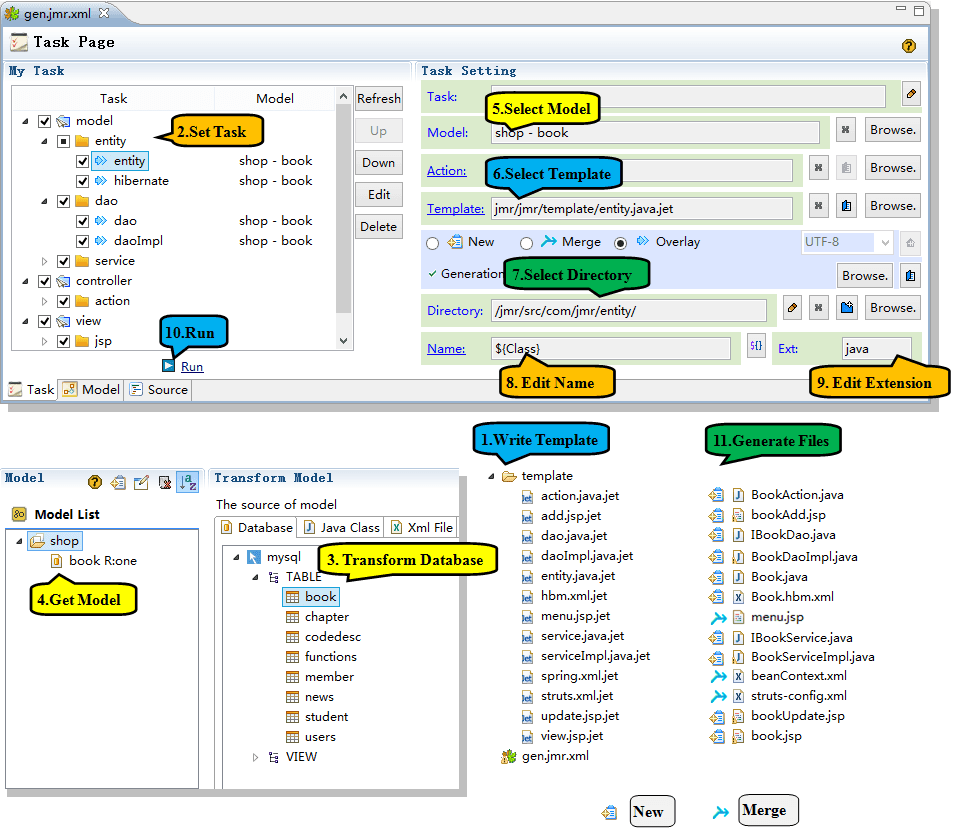 gen.jmr.xml
Task Page
My Task
Task Model
model
entity
entity shop - book
hibernate shop - book
dao
dao shop - book
daoImpl shop - book
service
controller
action
view
jsp
2.Set Task
10.Run
Run
Refresh
Up
Down
Edit
Delete
Task Model Source
Task Setting
Task:
5.Select Model
Model: shop - book Browse.
Action: Browse.
6.Select Template
Template: jmr/jmr/template/entity.java.jet Browse.
New Merge Overlay UTF-8
Generation Browse.
7.Select Directory
Directory: /jmr/src/com/jmr/entity/ Browse.
Name: ${Class} ${} Ext: java
8. Edit Name
9. Edit Extension
Model
Model List
shop
book R:one
4.Get Model
Transform Model
The source of model
Database Java Class Xml File
3. Transform Database
mysql
TABLE
book
chapter
codedesc
functions
member
news
student
users
VIEW
1.Write Template
template
action.java.jet
add.jsp.jet
dao.java.jet
daoImpl.java.jet
entity.java.jet
hbm.xml.jet
menu.jsp.jet
service.java.jet
serviceImpl.java.jet
spring.xml.jet
struts.xml.jet
update.jsp.jet
view.jsp.jet
gen.jmr.xml
11.Generate Files
BookAction.java
bookAdd.jsp
IBookDao.java
BookDaoImpl.java
Book.java
Book.hbm.xml
menu.jsp
IBookService.java
BookServiceImpl.java
beanContext.xml
struts-config.xml
bookUpdate.jsp
book.jsp
New Merge